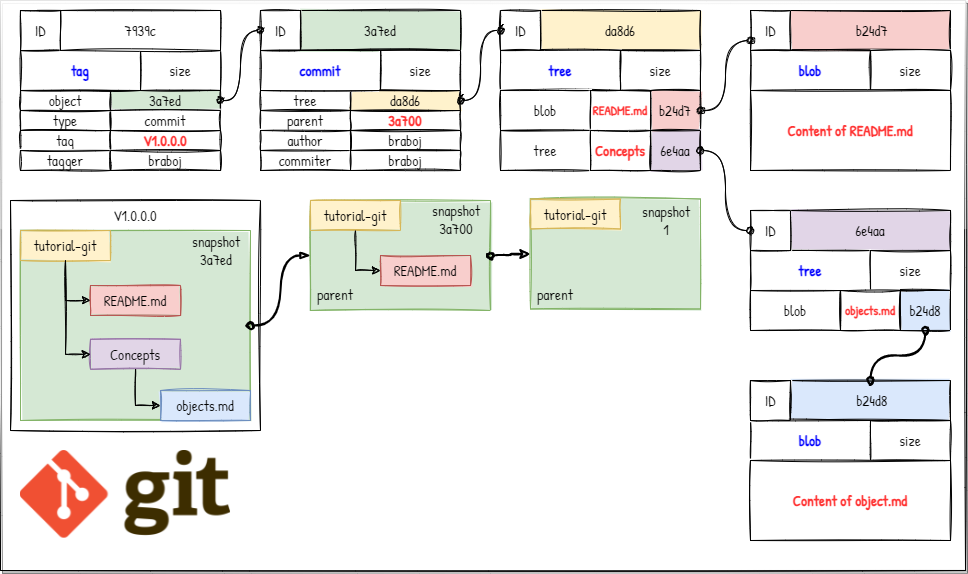 ID 7939c
tag size
object 3a7ed
type commit
tag V1.0.0.0
tagger braboj
ID 3a7ed
commit size
tree da8d6
parent 3a700
author braboj
commiter braboj
ID da8d6
tree size
blob README.md b24d7
tree Concepts 6e4aa
ID b24d7
blob size
Content of README.md
V1.0.0.0
tutorial-git
snapshot
3a7ed
README.md
Concepts
objects.md
tutorial-git
snapshot
3a700
README.md
parent
tutorial-git
snapshot
1
parent
ID 6e4aa
tree size
blob objects.md b24d8
ID b24d8
blob size
Content of object.md
git